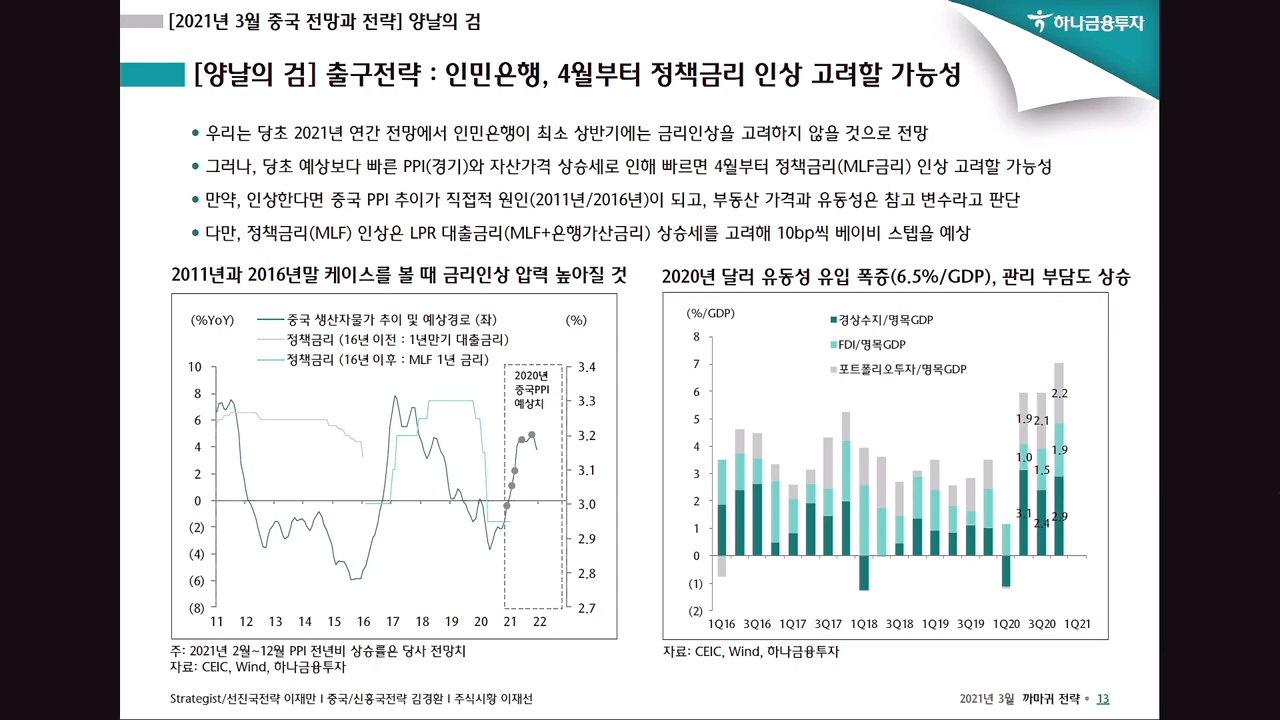 [2021년 3월 중국 전망과 전략] 양날의 검
하나금융투자
[양날의 검] 출구전략 : 인민은행, 4월부터 정책금리 인상 고려할 가능성
• 우리는 당초 2021년 연간 전망에서 인민은행이 최소 상반기에는 금리인상을 고려하지 않을 것으로 전망
• 그러나, 당초 예상보다 빠른 PPI(경기)와 자산가격 상승세로 인해 빠르면 4월부터 정책금리(MLF금리) 인상 고려할 가능성
• 만약, 인상한다면 중국 PPI 추이가 직접적 원인(2011년/2016년)이 되고, 부동산 가격과 유동성은 참고 변수라고 판단
• 다만, 정책금리(MLF) 인상은 LPR 대출금리(MLF+은행가산금리) 상승세를 고려해 10bp씩 베이비 스텝을 예상
2011년과 2016년말 케이스를 볼 때 금리인상 압력 높아질 것
(%YoY)
중국 생산자물가 추이 및 예상경로 (좌)
(%)
정책금리 (16년 이전 : 1년만기 대출금리)
정책금리 (16년 이후 : MLF 1년 금리)
2020년
중국PPI
예상치
10
8
6
4
2
0
(2)
(4)
(6)
(8)
3.4
3.3
3.2
3.1
3.0
2.9
2.8
2.7
11 12 13 14 15 16 17 18 19 20 21 22
주: 2021년 2월~12월 PPI 전년비 상승률은 당사 전망치
자료: CEIC, Wind, 하나금융투자
2020년 달러 유동성 유입 폭증(6.5%/GDP), 관리 부담도 상승
(%/GDP)
경상수지/명목GDP
FDI/명목GDP
포트폴리오투자/명목GDP
8
7
6
5
4
3
2
1
0
(1)
(2)
1.9 2.1 2.2
1.0 1.5 1.9
3.1 2.4 2.9
1Q16 3Q16 1Q17 3Q17 1Q18 3Q18 1Q19 3Q19 1Q20 3Q20 1Q21
자료: CEIC, Wind, 하나금융투자
Strategist/선진국전략 이재만 I 중국/신흥국전략 김경환 I 주식시황 이재선
2021년 3월 까마귀 전략 • 13